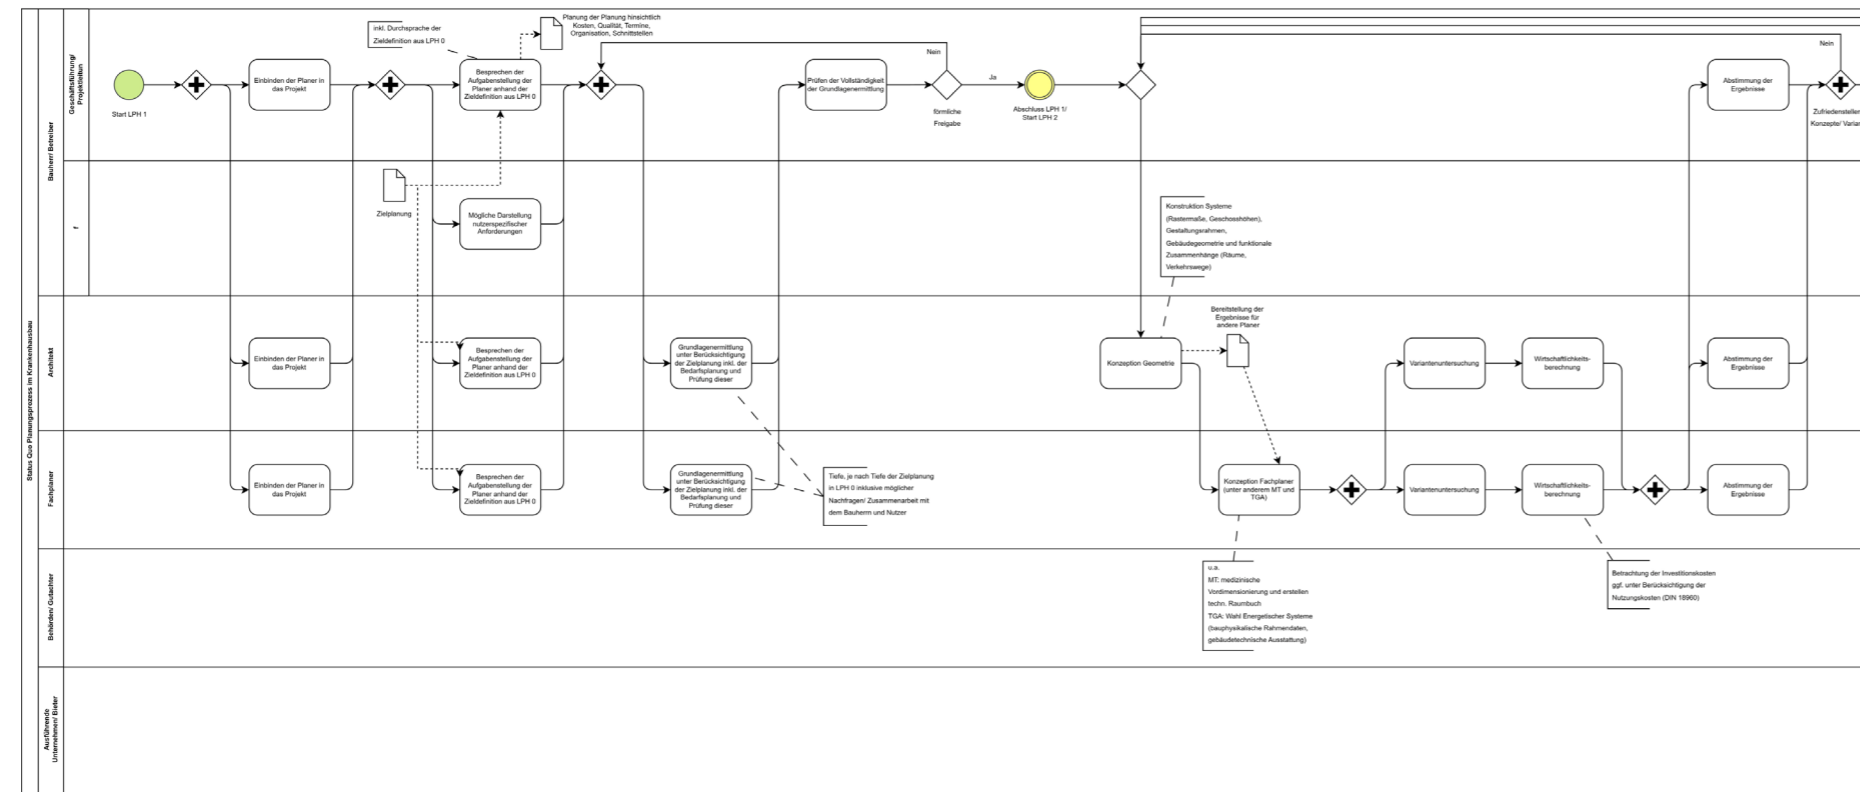 Status Quo Planungsprozess im Krankenhausbau
Bauherr/ Betreiber
Geschäftsführung/
Projektleitun
r
Architekt
Fachplaner
Behörden/ Gutachter
Ausführende
Unternehmen/ Bieter
Start LPH 1
Einbinden der Planer in
das Projekt
inkl. Durchsprache der
Zieldefinition aus LPH 0
Besprechen der
Aufgabenstellung der
Planer anhand der
Zieldefinition aus LPH 0
Planung der Planung hinsichtlich
Kosten, Qualität, Termine,
Organisation, Schnittstellen
Prüfen der Vollständigkeit
der Grundlagenermittlung
Nein
Ja
förmliche
Freigabe
Abschluss LPH 1/
Start LPH 2
Abstimmung der
Ergebnisse
Nein
Zufriedenstellen
Konzepte/ Varian
Zielplanung
Mögliche Darstellung
nutzerspezifischer
Anforderungen
Konstruktion Systeme
(Rastermaße, Geschosshöhen),
Gestaltungsrahmen,
Gebäudegeometrie und funktionale
Zusammenhänge (Räume,
Verkehrswege)
Einbinden der Planer in
das Projekt
Besprechen der
Aufgabenstellung der
Planer anhand der
Zieldefinition aus LPH 0
Grundlagenermittlung
unter Berücksichtigung
der Zielplanung inkl. der
Bedarfsplanung und
Prüfung dieser
Konzeption Geometrie
Bereitstellung der
Ergebnisse für
andere Planer
Variantenuntersuchung
Wirtschaftlichkeits-
berechnung
Abstimmung der
Ergebnisse
Einbinden der Planer in
das Projekt
Besprechen der
Aufgabenstellung der
Planer anhand der
Zieldefinition aus LPH 0
Grundlagenermittlung
unter Berücksichtigung
der Zielplanung inkl. der
Bedarfsplanung und
Prüfung dieser
Tiefe, je nach Tiefe der Zielplanung
in LPH 0 inklusive möglicher
Nachfragen/ Zusammenarbeit mit
dem Bauherrn und Nutzer
Konzeption Fachplaner
(unter anderem MT und
TGA)
Variantenuntersuchung
Wirtschaftlichkeits-
berechnung
Abstimmung der
Ergebnisse
u.a.
MT: medizinische
Vordimensionierung und erstellen
techn. Raumbuch
TGA: Wahl Energetischer Systeme
(bauphysikalische Rahmendaten,
gebäudetechnische Ausstattung)
Betrachtung der Investitionskosten
ggf. unter Berücksichtigung der
Nutzungskosten (DIN 18960)